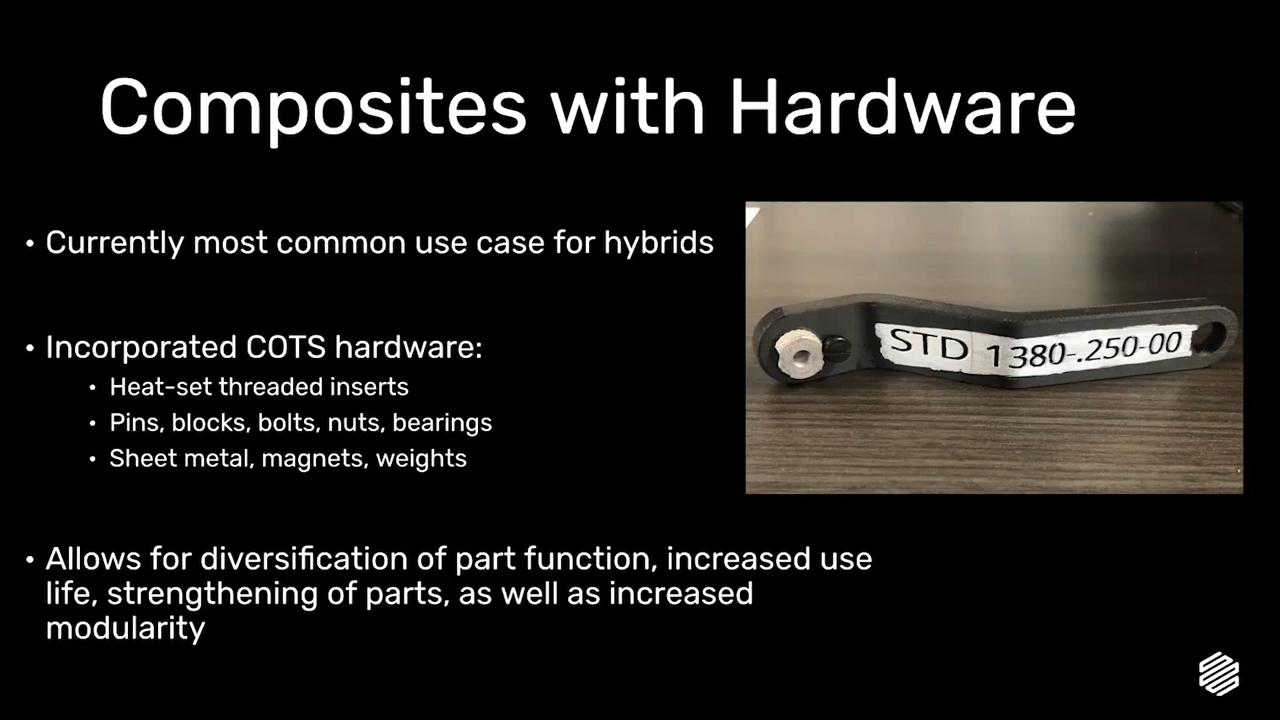 Composites with Hardware
• Currently most common use case for hybrids
• Incorporated COTS hardware:
• Heat-set threaded inserts
• Pins, blocks, bolts, nuts, bearings
• Sheet metal, magnets, weights
STD 1380-.250-00
• Allows for diversification of part function, increased use
life, strengthening of parts, as well as increased
modularity